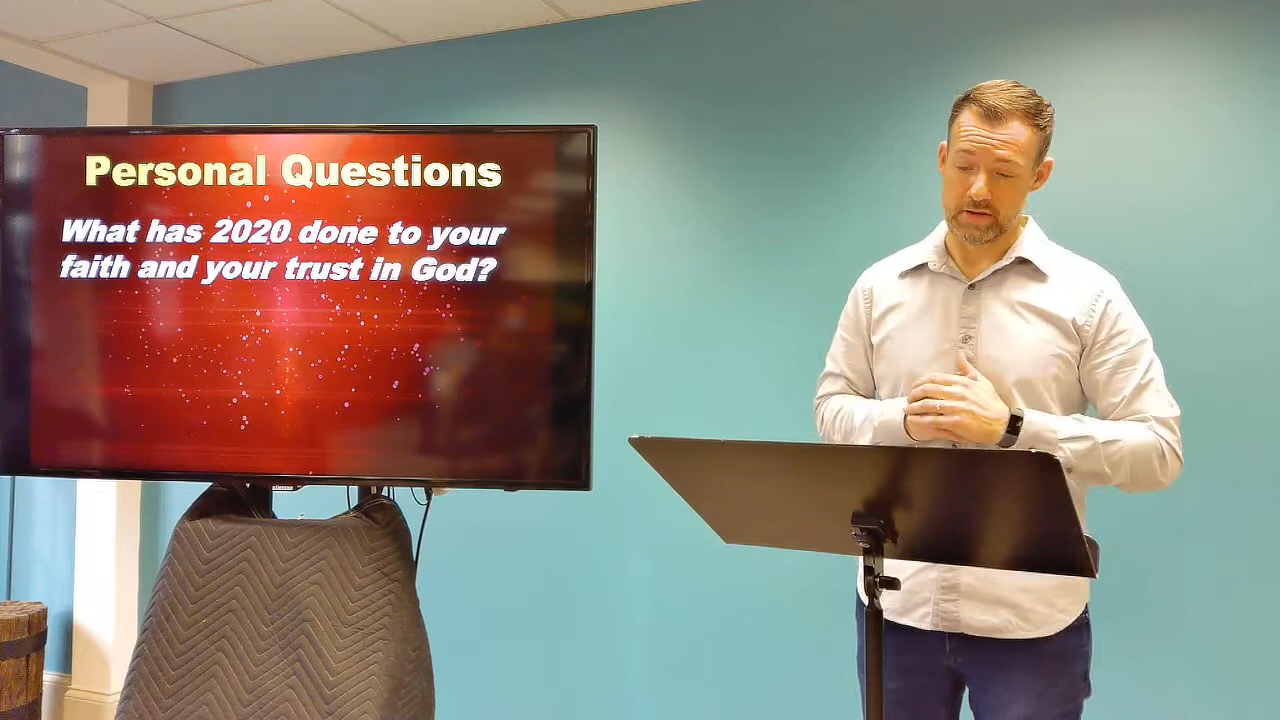 Personal Questions
What has 2020 done to your
faith and your trust in God?